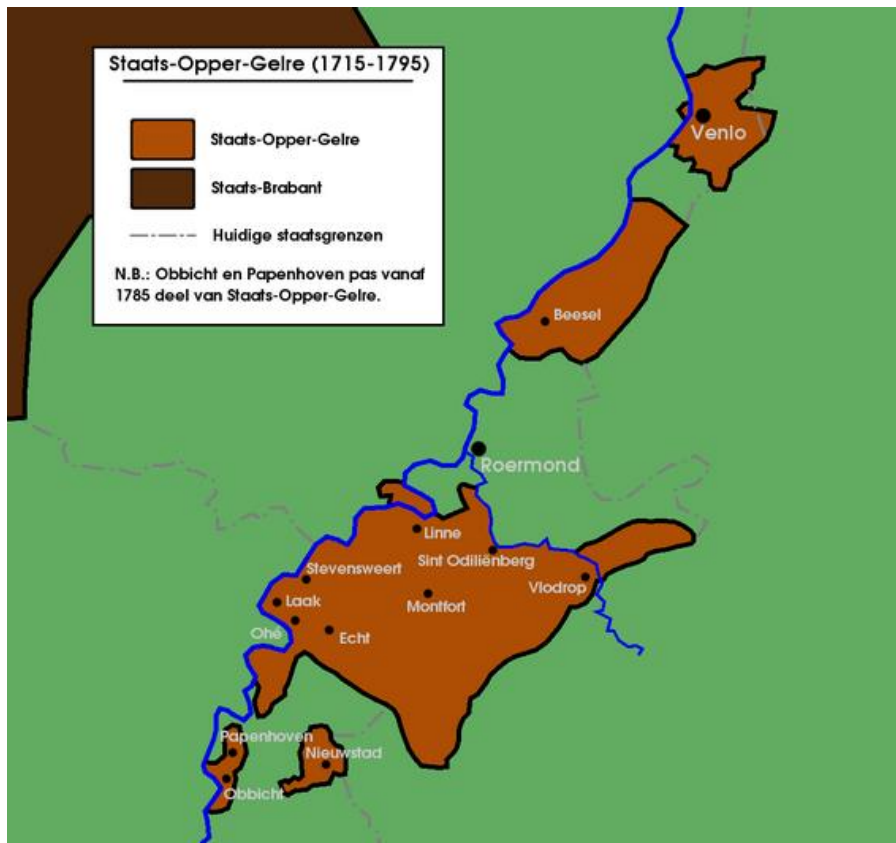 Staats-Opper-Gelre (1715-1795)
Staats-Opper-Gelre
Staats-Brabant
Huidige staatsgrenzen
N.B.: Obbicht en Papenhoven pas vanaf
1785 deel van Staats-Opper-Gelre.
Venlo
Beesel
Roermond
Linne
Sint Odiliënberg
Stevensweert
Vlodrop
Laak
Montfort
Ohé
Echt
Papenhoven
Nieuwstad
Obbicht